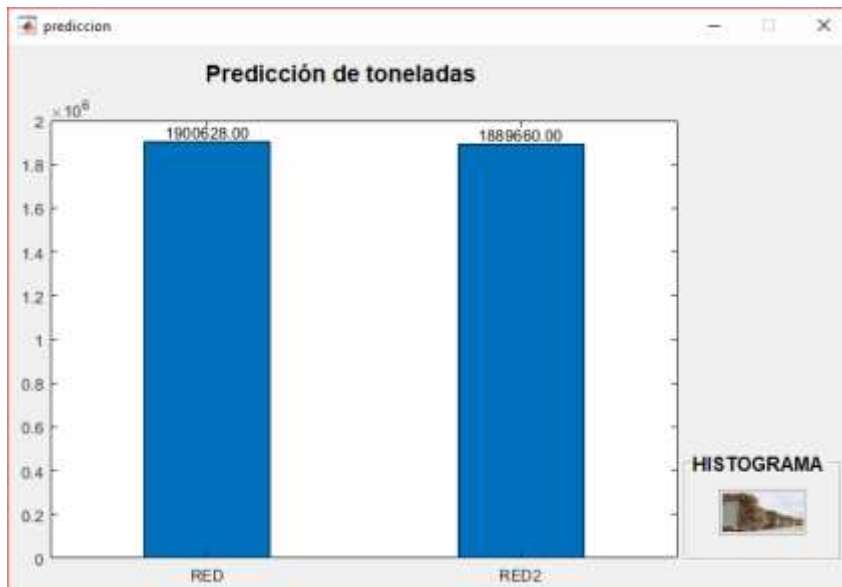 prediccion
Predicción de toneladas
×10⁶
2
1900628.00
1889660.00
1.8
1.6
1.4
1.2
1
0.8
0.6
0.4
0.2
0
RED
RED2
HISTOGRAMA